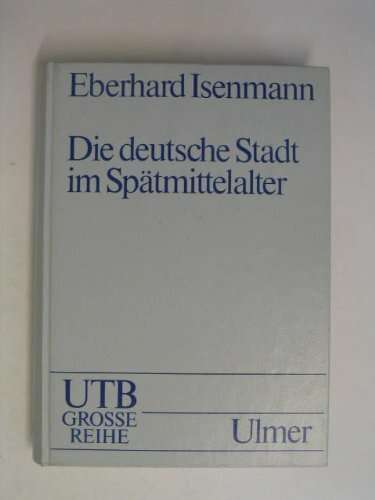 Eberhard Isenmann
Die deutsche Stadt
im Spätmittelalter
UTB
GROSSE
REIHE
Ulmer